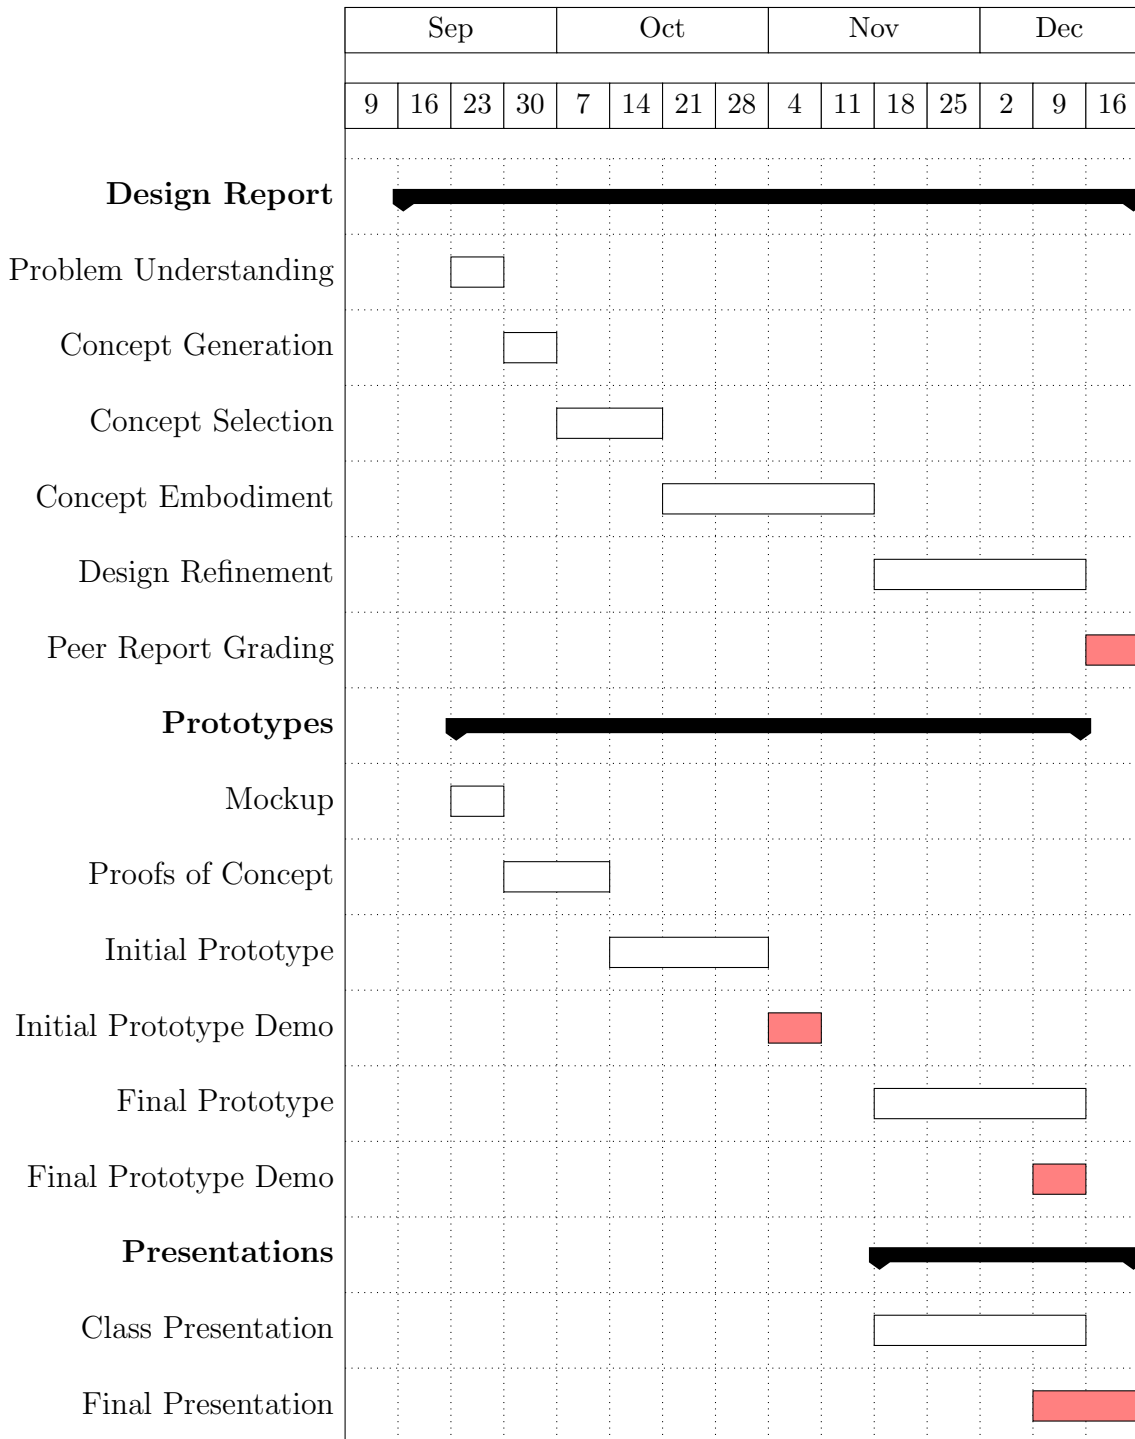 Sep Oct Nov Dec
9 16 23 30 7 14 21 28 4 11 18 25 2 9 16
Design Report
Problem Understanding
Concept Generation
Concept Selection
Concept Embodiment
Design Refinement
Peer Report Grading
Prototypes
Mockup
Proofs of Concept
Initial Prototype
Initial Prototype Demo
Final Prototype
Final Prototype Demo
Presentations
Class Presentation
Final Presentation